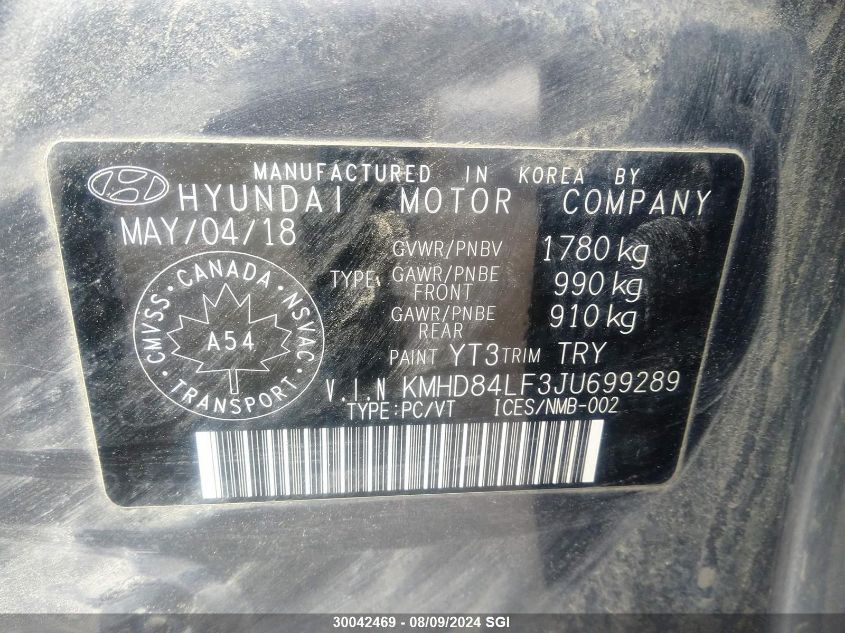 MANUFACTURED IN KOREA BY
HYUNDAI MOTOR COMPANY
MAY/04/18
GVWR/PNBV 1780 kg
TYPE: GAWR/PNBE FRONT 990 kg
GAWR/PNBE REAR 910 kg
PAINT YT3 TRIM TRY
V.I.N KMHD84LF3JU699289
TYPE:PC/VT ICES/NMB-002
CMVSS · CANADA · NSVAC · TRANSPORT ·
A54
30042469 - 08/09/2024 SGI